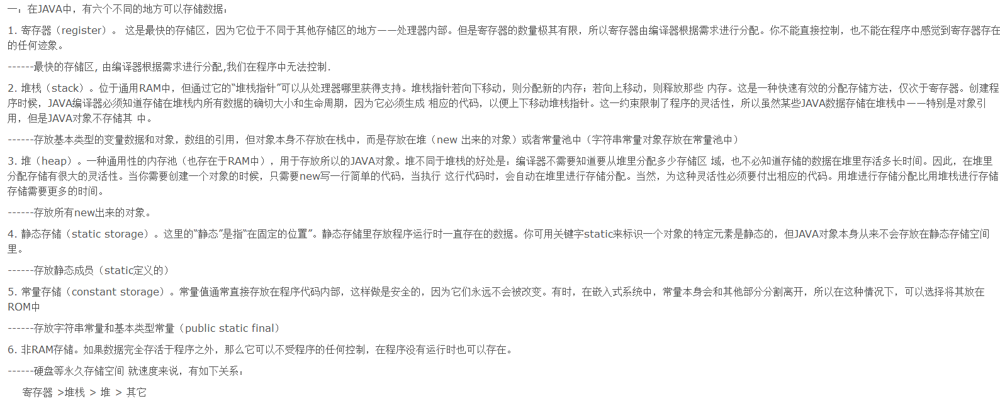 一：在JAVA中，有六个不同的地方可以存储数据：
1. 寄存器（register）。 这是最快的存储区，因为它位于不同于其他存储区的地方——处理器内部。但是寄存器的数量极其有限，所以寄存器由编译器根据需求进行分配。你不能直接控制，也不能在程序中感觉到寄存器存在
的任何迹象。
------最快的存储区, 由编译器根据需求进行分配,我们在程序中无法控制.
2. 堆栈（stack）。位于通用RAM中，但通过它的“堆栈指针”可以从处理器哪里获得支持。堆栈指针若向下移动，则分配新的内存；若向上移动，则释放那些 内存。这是一种快速有效的分配存储方法，仅次于寄存器。创建程
序时候，JAVA编译器必须知道存储在堆栈内所有数据的确切大小和生命周期，因为它必须生成 相应的代码，以便上下移动堆栈指针。这一约束限制了程序的灵活性，所以虽然某些JAVA数据存储在堆栈中——特别是对象引
用，但是JAVA对象不存储其 中。
------存放基本类型的变量数据和对象，数组的引用，但对象本身不存放在栈中，而是存放在堆（new 出来的对象）或者常量池中（字符串常量对象存放在常量池中）
3. 堆（heap）。一种通用性的内存池（也存在于RAM中），用于存放所以的JAVA对象。堆不同于堆栈的好处是：编译器不需要知道要从堆里分配多少存储区 域，也不必知道存储的数据在堆里存活多长时间。因此，在堆里
分配存储有很大的灵活性。当你需要创建一个对象的时候，只需要new写一行简单的代码，当执行 这行代码时，会自动在堆里进行存储分配。当然，为这种灵活性必须要付出相应的代码。用堆进行存储分配比用堆栈进行存储
存储需要更多的时间。
------存放所有new出来的对象。
4. 静态存储（static storage）。这里的“静态”是指“在固定的位置”。静态存储里存放程序运行时一直存在的数据。你可用关键字static来标识一个对象的特定元素是静态的，但JAVA对象本身从来不会存放在静态存储空间
里。
------存放静态成员（static定义的）
5. 常量存储（constant storage）。常量值通常直接存放在程序代码内部，这样做是安全的，因为它们永远不会被改变。有时，在嵌入式系统中，常量本身会和其他部分分割离开，所以在这种情况下，可以选择将其放在
ROM中
------存放字符串常量和基本类型常量（public static final）
6. 非RAM存储。如果数据完全存活于程序之外，那么它可以不受程序的任何控制，在程序没有运行时也可以存在。
------硬盘等永久存储空间 就速度来说，有如下关系：
寄存器 >堆栈 > 堆 > 其它